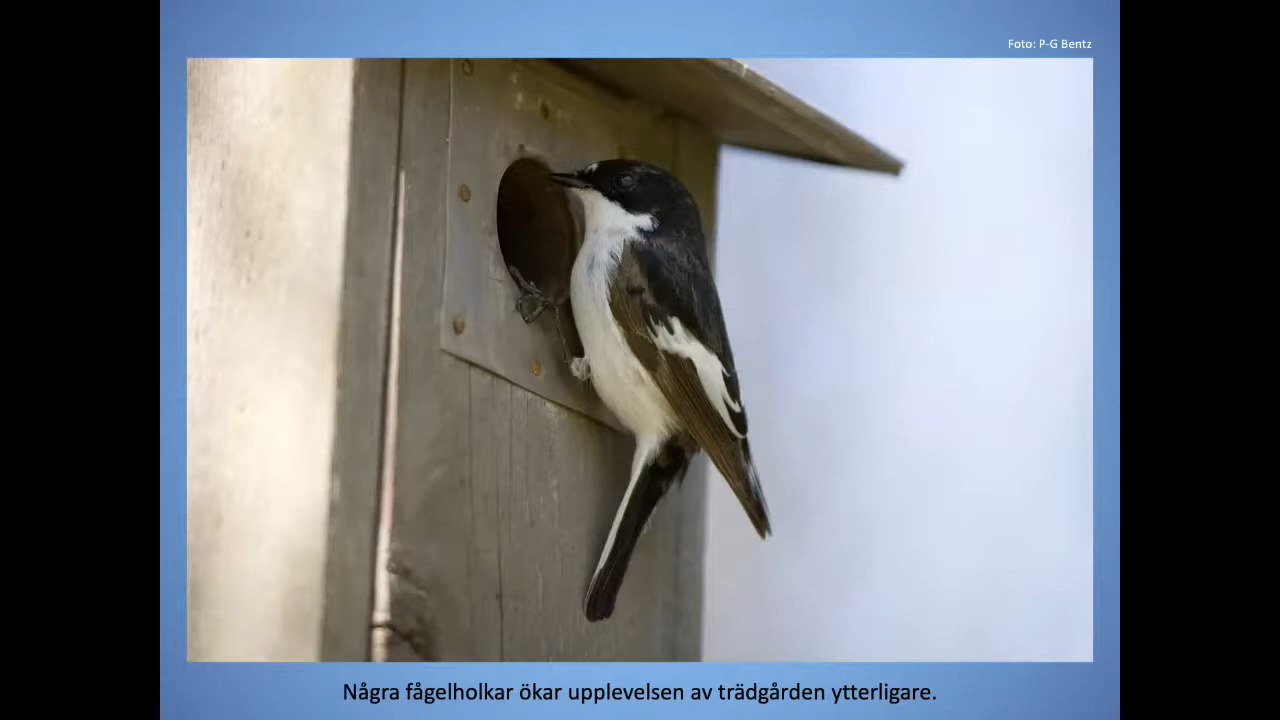 Foto: P-G Bentz
Några fågelholkar ökar upplevelsen av trädgården ytterligare.